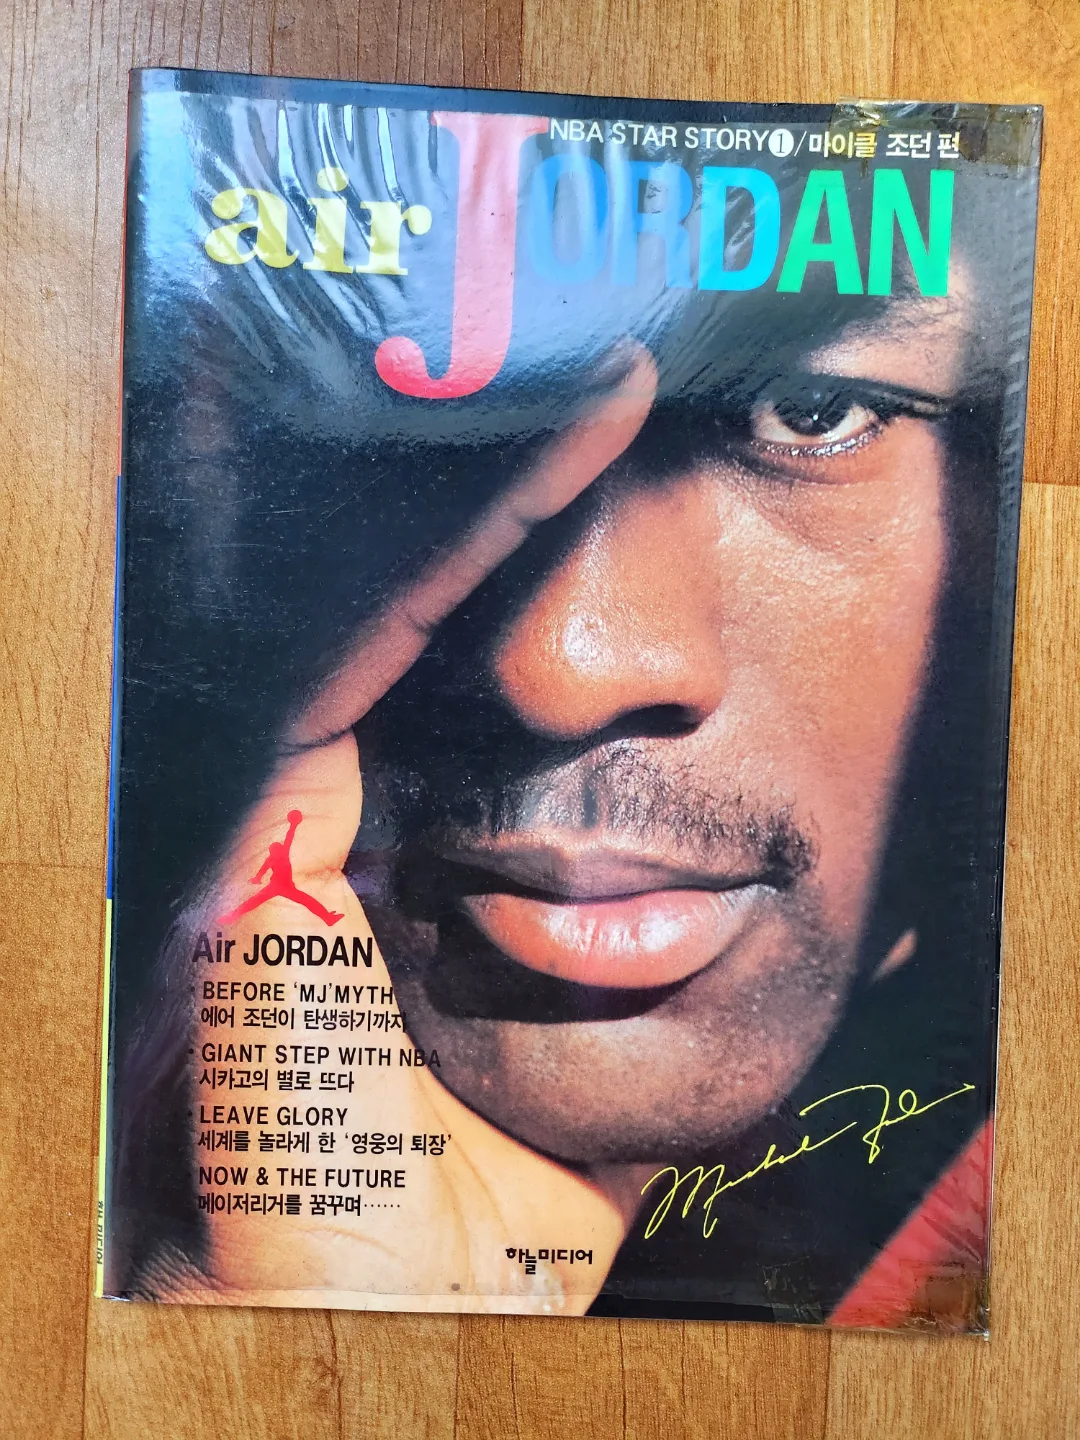 NBA STAR STORY❶/마이클 조던 편
air JORDAN
Air JORDAN
· BEFORE ‘MJ’ MYTH
에어 조던이 탄생하기까지
· GIANT STEP WITH NBA
시카고의 별로 뜨다
· LEAVE GLORY
세계를 놀라게 한 ‘영웅의 퇴장’
NOW & THE FUTURE
메이저리거를 꿈꾸며……
하늘미디어